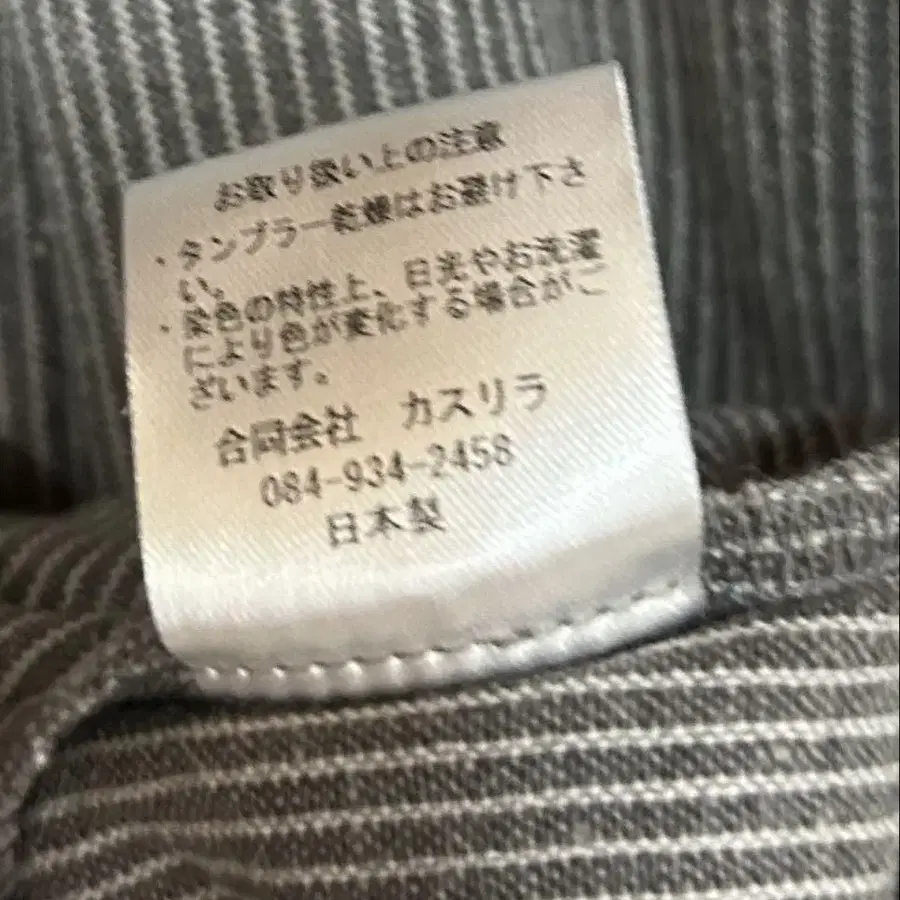 お取り扱い上の注意
・タンブラー乾燥はお避け下さ
い。
・染色の特性上、日光やお洗濯
により色が変化する場合がご
ざいます。
合同会社　カスリラ
084-934-2458
日本製